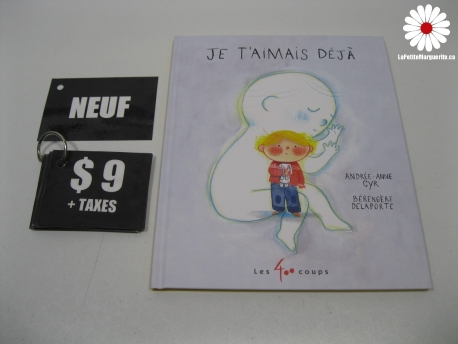 LaPetiteMarguerite.ca
NEUF
$ 9
+ TAXES
JE T'AIMAIS DÉJÀ
ANDRÉE-ANNE
CYR
BÉRENGÈRE
DELAPORTE
Les 400 coups